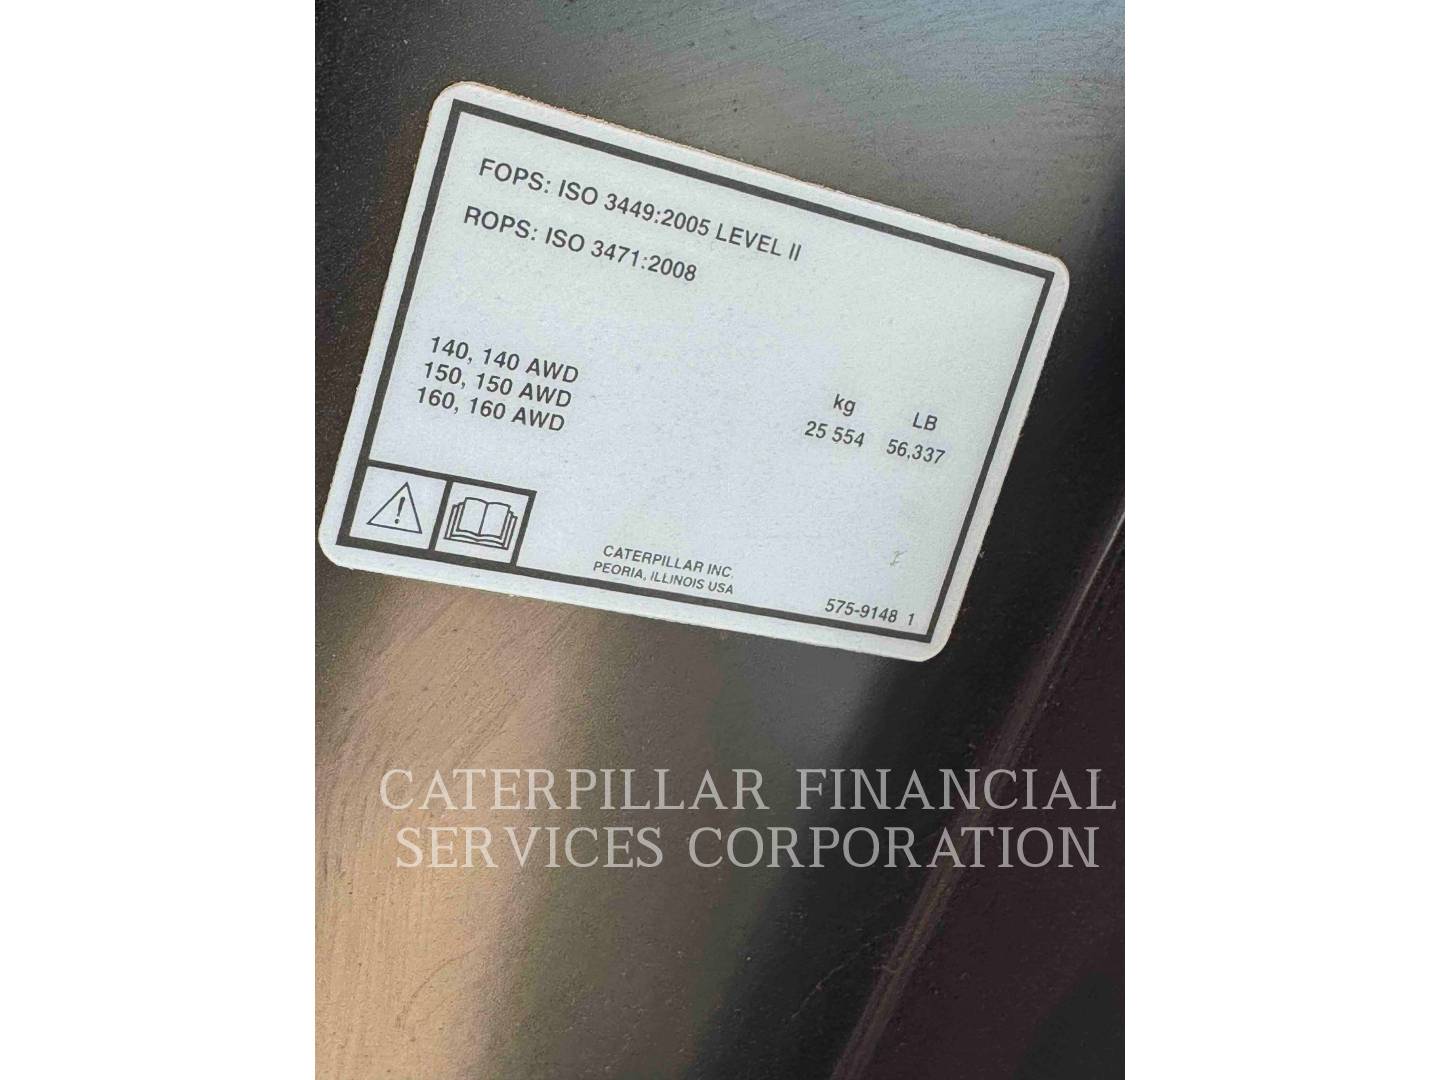 FOPS: ISO 3449:2005 LEVEL II
ROPS: ISO 3471:2008
140, 140 AWD
150, 150 AWD
160, 160 AWD
kg LB
25 554 56,337
CATERPILLAR INC.
PEORIA, ILLINOIS USA
575-9148 1
CATERPILLAR FINANCIAL
SERVICES CORPORATION